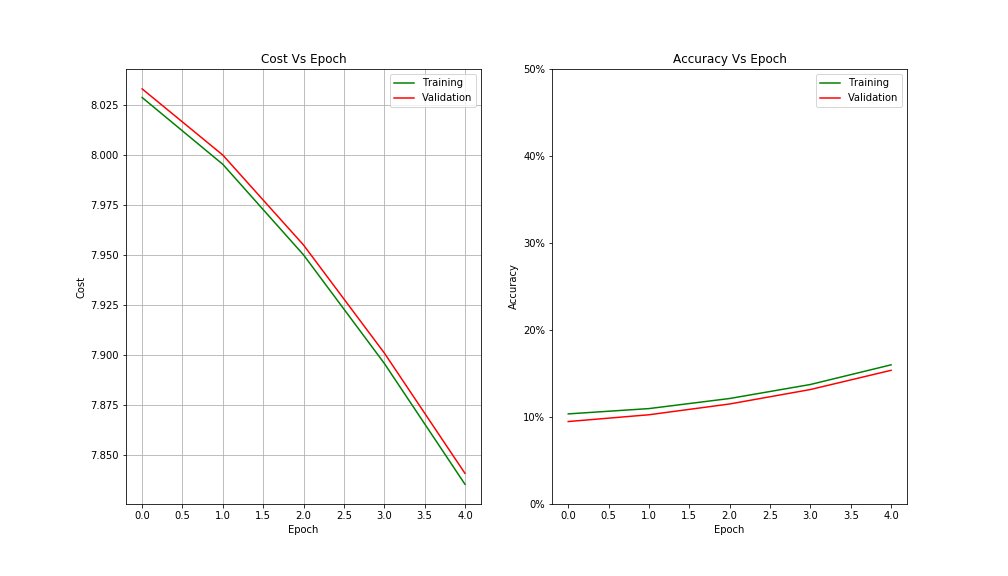 Cost Vs Epoch
Training
Validation
8.025
8.000
7.975
7.950
7.925
7.900
7.875
7.850
Cost
0.0 0.5 1.0 1.5 2.0 2.5 3.0 3.5 4.0
Epoch
Accuracy Vs Epoch
Training
Validation
50%
40%
30%
20%
10%
0%
Accuracy
0.0 0.5 1.0 1.5 2.0 2.5 3.0 3.5 4.0
Epoch